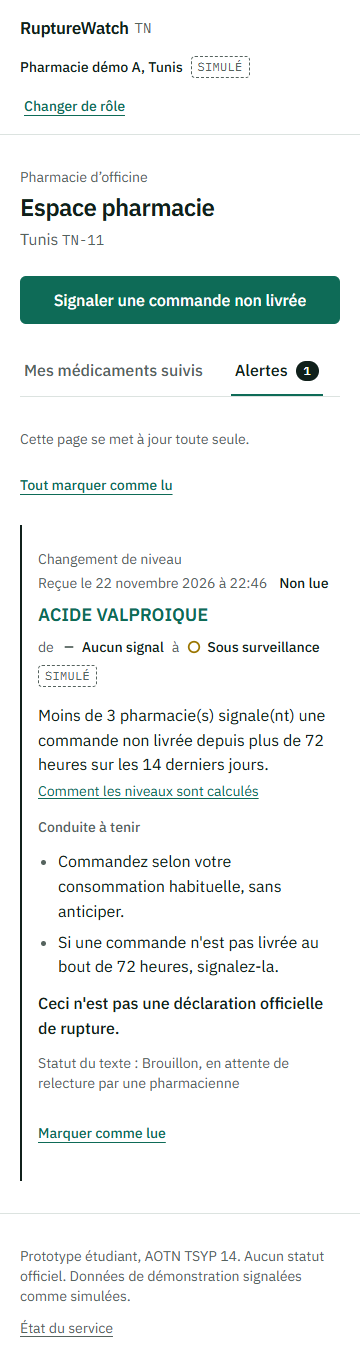 RuptureWatch TN
Pharmacie démo A, Tunis SIMULÉ
Changer de rôle
Pharmacie d’officine
Espace pharmacie
Tunis TN-11
Signaler une commande non livrée
Mes médicaments suivis Alertes 1
Cette page se met à jour toute seule.
Tout marquer comme lu
Changement de niveau
Reçue le 22 novembre 2026 à 22:46 Non lue
ACIDE VALPROIQUE
de – Aucun signal à Sous surveillance
SIMULÉ
Moins de 3 pharmacie(s) signale(nt) une
commande non livrée depuis plus de 72
heures sur les 14 derniers jours.
Comment les niveaux sont calculés
Conduite à tenir
• Commandez selon votre
consommation habituelle, sans
anticiper.
• Si une commande n'est pas livrée au
bout de 72 heures, signalez-la.
Ceci n'est pas une déclaration officielle
de rupture.
Statut du texte : Brouillon, en attente de
relecture par une pharmacienne
Marquer comme lue
Prototype étudiant, AOTN TSYP 14. Aucun statut
officiel. Données de démonstration signalées
comme simulées.
État du service